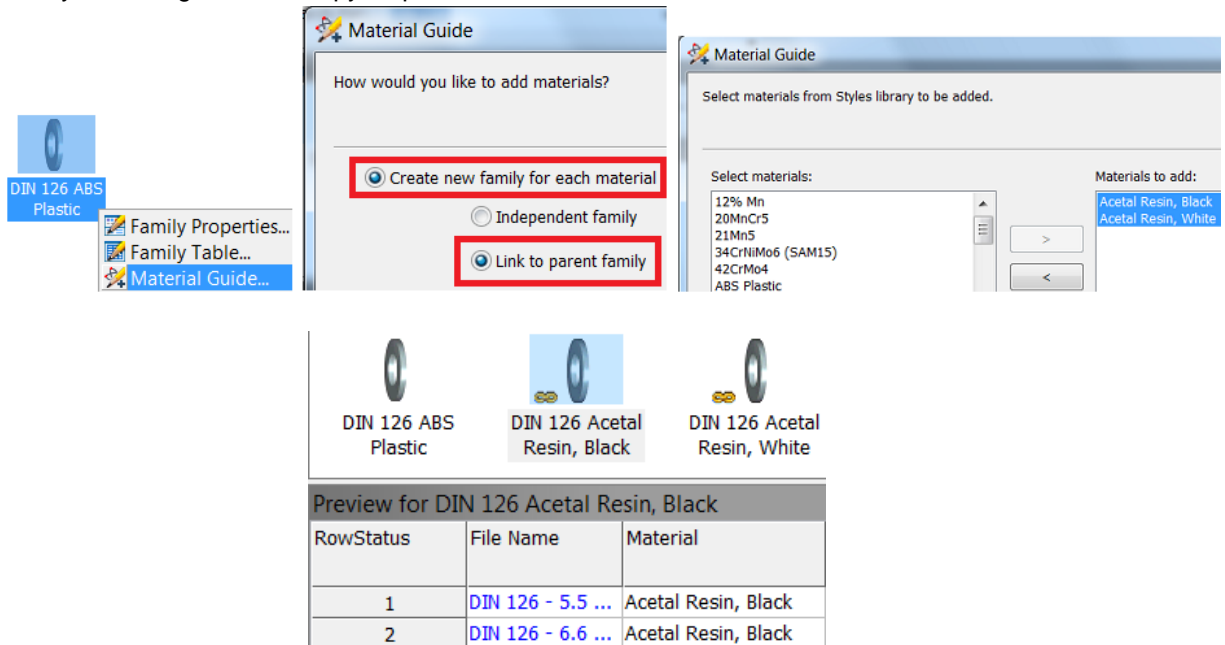 Material Guide
How would you like to add materials?
Create new family for each material
Independent family
Link to parent family
DIN 126 ABS
Plastic
Family Properties...
Family Table...
Material Guide...
Material Guide
Select materials from Styles library to be added.
Select materials:
12% Mn
20MnCr5
21Mn5
34CrNiMo6 (SAM15)
42CrMo4
ABS Plastic
>
<
Materials to add:
Acetal Resin, Black
Acetal Resin, White
DIN 126 ABS
Plastic
DIN 126 Acetal
Resin, Black
DIN 126 Acetal
Resin, White
Preview for DIN 126 Acetal Resin, Black
RowStatus File Name Material
1 DIN 126 - 5.5 ... Acetal Resin, Black
2 DIN 126 - 6.6 ... Acetal Resin, Black